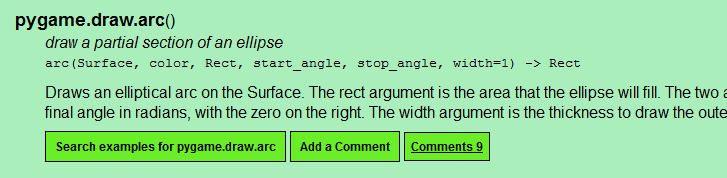 pygame.draw.arc()
draw a partial section of an ellipse
arc(Surface, color, Rect, start_angle, stop_angle, width=1) -> Rect
Draws an elliptical arc on the Surface. The rect argument is the area that the ellipse will fill. The two
final angle in radians, with the zero on the right. The width argument is the thickness to draw the oute
Search examples for pygame.draw.arc Add a Comment Comments 9